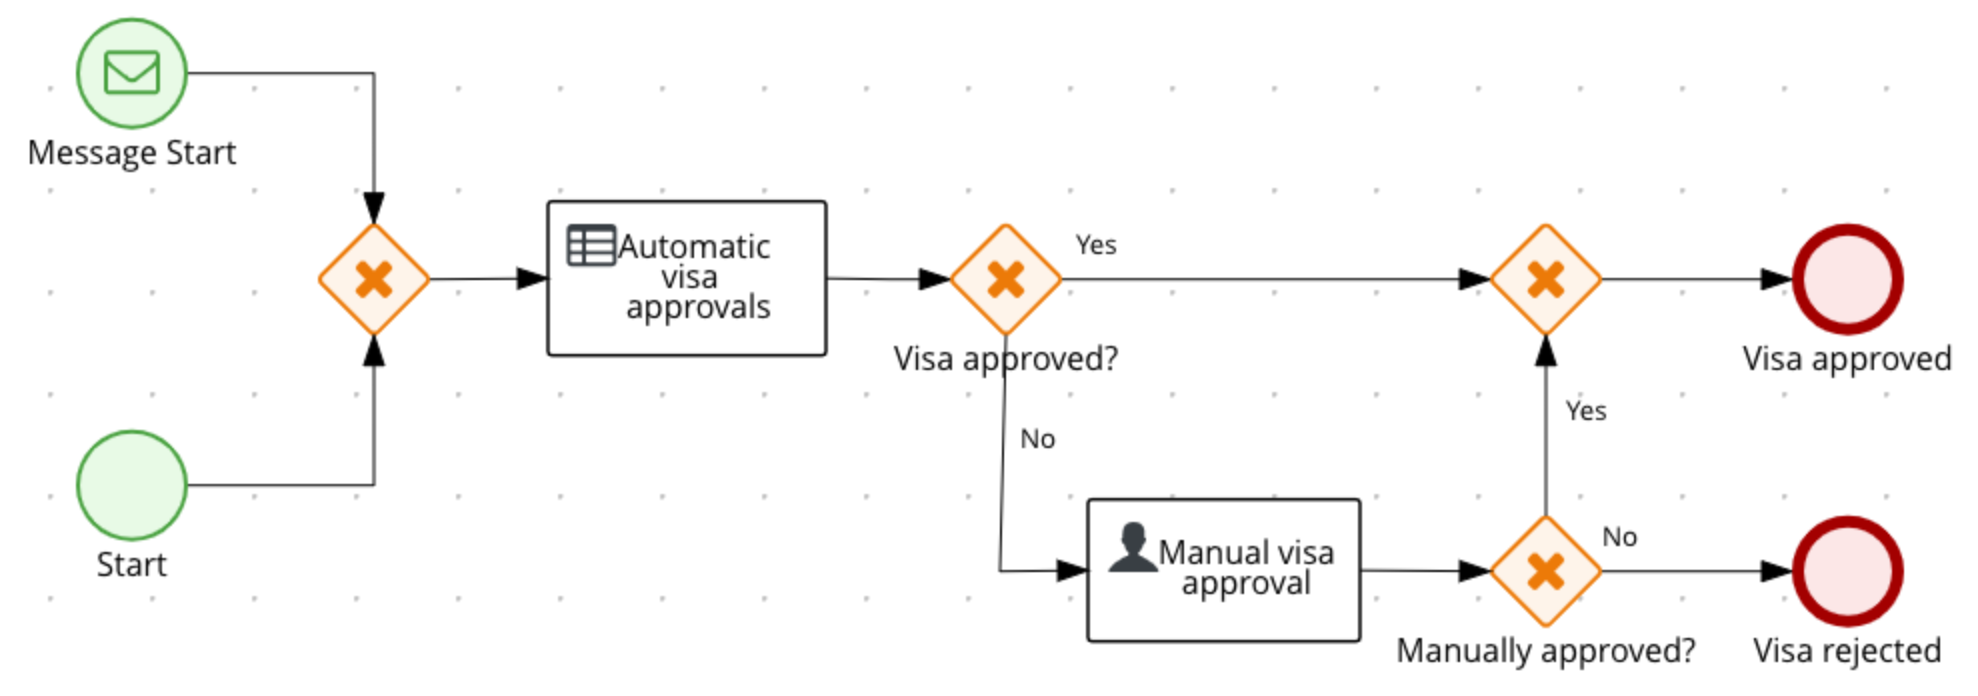 Message Start
Automatic
visa
approvals
Yes
Visa approved?
Visa approved
Yes
No
Start
Manual visa
approval
No
Manually approved?
Visa rejected